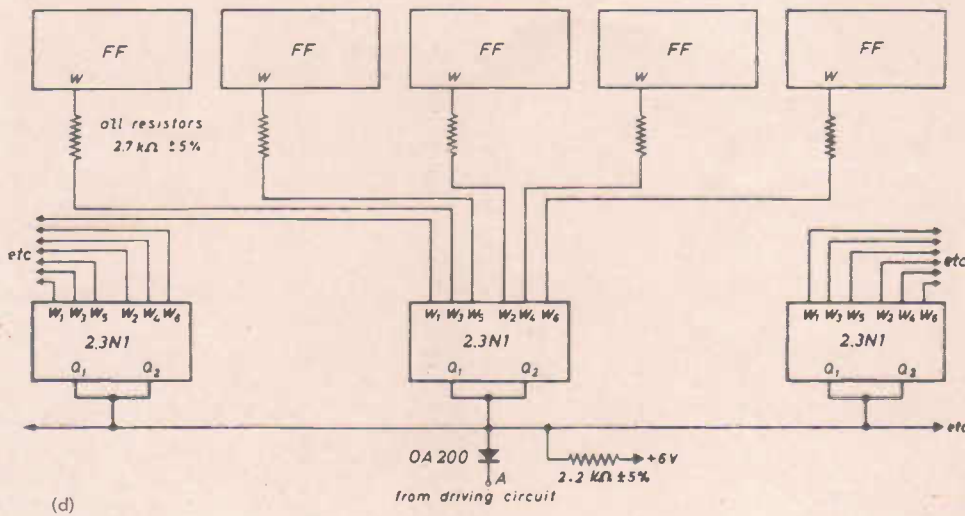 FF FF FF FF FF
W W W W W
all resistors
2.7 kΩ ±5%
etc etc
W1 W3 W5 W2 W4 W6 W1 W3 W5 W2 W4 W6 W1 W3 W5 W2 W4 W6
2.3N1 2.3N1 2.3N1
Q1 Q2 Q1 Q2 Q1 Q2
etc
OA200 +6V
A 2.2 kΩ ±5%
from driving circuit
(d)